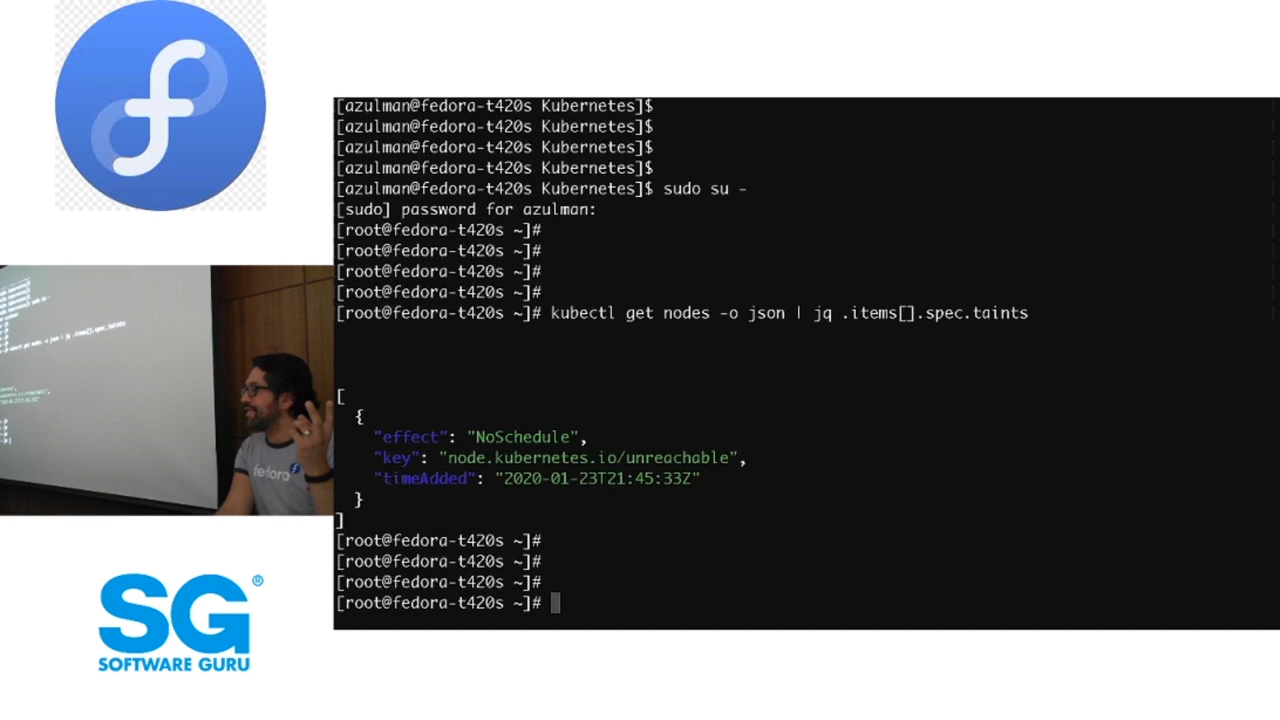 [azulman@fedora-t420s Kubernetes]$
[azulman@fedora-t420s Kubernetes]$
[azulman@fedora-t420s Kubernetes]$
[azulman@fedora-t420s Kubernetes]$
[azulman@fedora-t420s Kubernetes]$ sudo su -
[sudo] password for azulman:
[root@fedora-t420s ~]#
[root@fedora-t420s ~]#
[root@fedora-t420s ~]#
[root@fedora-t420s ~]#
[root@fedora-t420s ~]# kubectl get nodes -o json | jq .items[].spec.taints
[
{
"effect": "NoSchedule",
"key": "node.kubernetes.io/unreachable",
"timeAdded": "2020-01-23T21:45:33Z"
}
]
[root@fedora-t420s ~]#
[root@fedora-t420s ~]#
[root@fedora-t420s ~]#
[root@fedora-t420s ~]#
fedora
SG®
SOFTWARE GURU